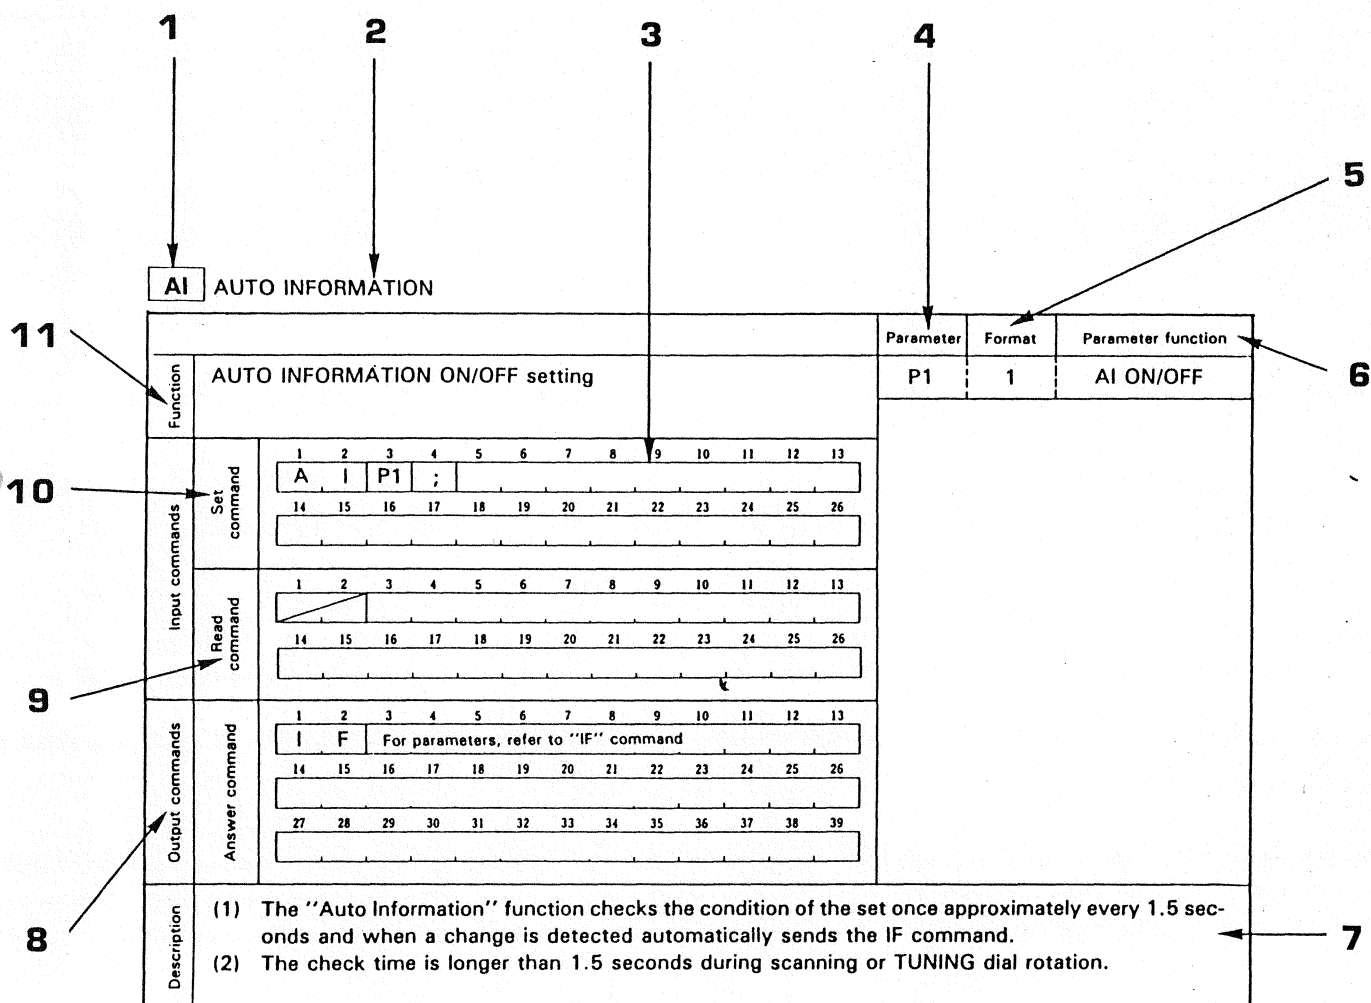 1 2 3 4
5
AI AUTO INFORMATION
11 Parameter Format Parameter function
6
Function AUTO INFORMATION ON/OFF setting P1 1 AI ON/OFF
10 Input commands Set command
1 2 3 4 5 6 7 8 9 10 11 12 13
A I P1 ;
14 15 16 17 18 19 20 21 22 23 24 25 26
9 Read command
1 2 3 4 5 6 7 8 9 10 11 12 13
14 15 16 17 18 19 20 21 22 23 24 25 26
8 Output commands Answer command
1 2 3 4 5 6 7 8 9 10 11 12 13
I F For parameters, refer to "IF" command
14 15 16 17 18 19 20 21 22 23 24 25 26
27 28 29 30 31 32 33 34 35 36 37 38 39
Description
(1) The "Auto Information" function checks the condition of the set once approximately every 1.5 sec-
onds and when a change is detected automatically sends the IF command. 7
(2) The check time is longer than 1.5 seconds during scanning or TUNING dial rotation.